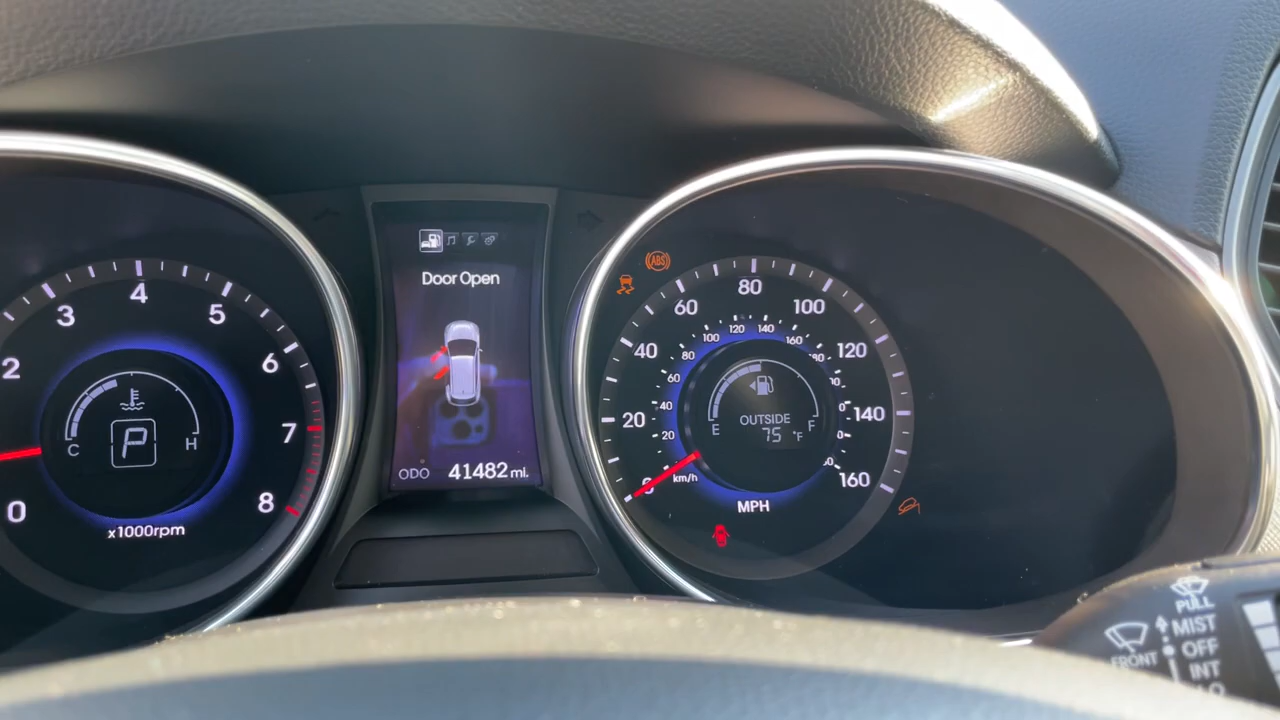 Door Open
ODO 41482 mi.
0
2
3
4
5
6
7
8
C
P
H
x1000rpm
ABS
0
20
40
60
80
100
120
140
160
20
40
60
80
100
120
140
160
km/h
MPH
E
F
OUTSIDE
75 °F
PULL
MIST
OFF
INT
FRONT